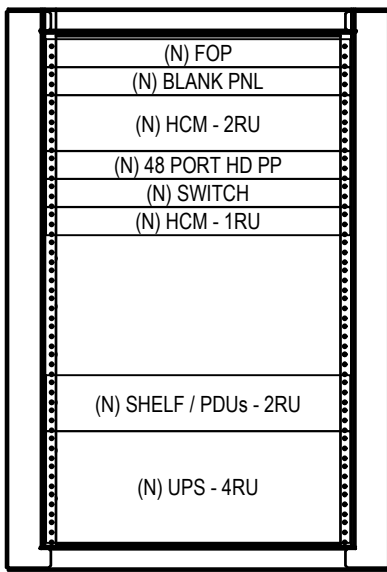 (N) FOP
(N) BLANK PNL
(N) HCM - 2RU
(N) 48 PORT HD PP
(N) SWITCH
(N) HCM - 1RU
(N) SHELF / PDUs - 2RU
(N) UPS - 4RU